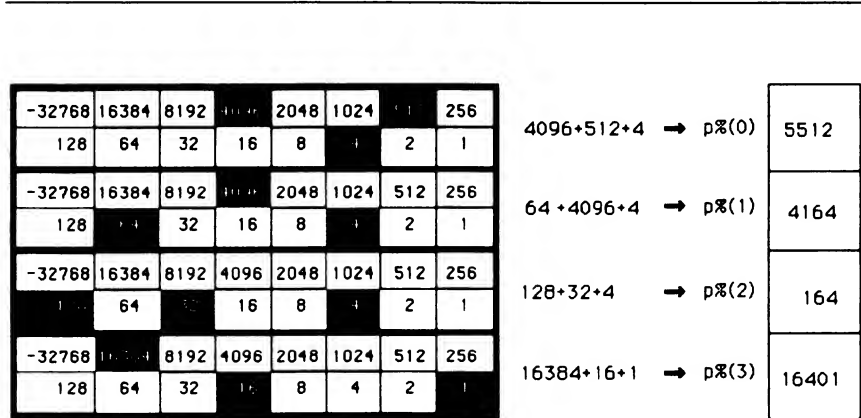 -32768 16384 8192 2048 1024 256
128 64 32 16 8 2 1
4096+512+4 → p%(0) 5512
-32768 16384 8192 2048 1024 512 256
128 32 16 8 2 1
64+4096+4 → p%(1) 4164
-32768 16384 8192 4096 2048 1024 512 256
64 16 8 2 1
128+32+4 → p%(2) 164
-32768 8192 4096 2048 1024 512 256
128 64 32 8 4 2
16384+16+1 → p%(3) 16401